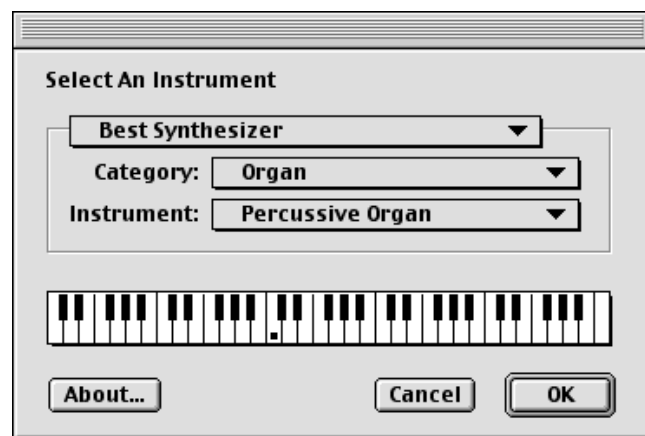 Select An Instrument
Best Synthesizer
Category: Organ
Instrument: Percussive Organ
About... Cancel OK